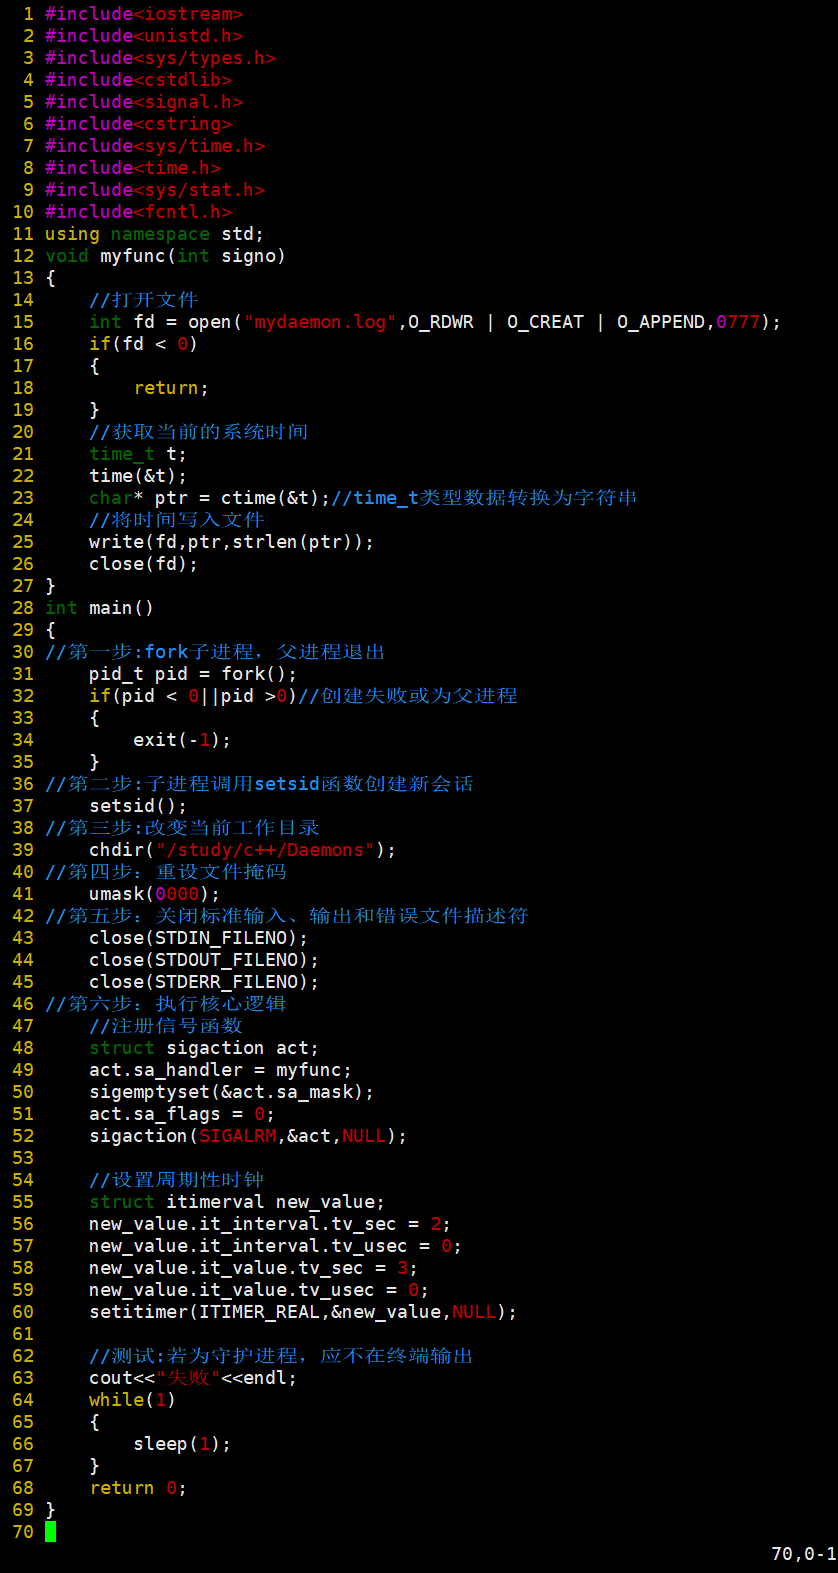 1 #include<iostream>
2 #include<unistd.h>
3 #include<sys/types.h>
4 #include<cstdlib>
5 #include<signal.h>
6 #include<cstring>
7 #include<sys/time.h>
8 #include<time.h>
9 #include<sys/stat.h>
10 #include<fcntl.h>
11 using namespace std;
12 void myfunc(int signo)
13 {
14     //打开文件
15     int fd = open("mydaemon.log",O_RDWR | O_CREAT | O_APPEND,0777);
16     if(fd < 0)
17     {
18         return;
19     }
20     //获取当前的系统时间
21     time_t t;
22     time(&t);
23     char* ptr = ctime(&t);//time_t类型数据转换为字符串
24     //将时间写入文件
25     write(fd,ptr,strlen(ptr));
26     close(fd);
27 }
28 int main()
29 {
30 //第一步:fork子进程，父进程退出
31     pid_t pid = fork();
32     if(pid < 0||pid >0)//创建失败或为父进程
33     {
34         exit(-1);
35     }
36 //第二步:子进程调用setsid函数创建新会话
37     setsid();
38 //第三步:改变当前工作目录
39     chdir("/study/c++/Daemons");
40 //第四步：重设文件掩码
41     umask(0000);
42 //第五步：关闭标准输入、输出和错误文件描述符
43     close(STDIN_FILENO);
44     close(STDOUT_FILENO);
45     close(STDERR_FILENO);
46 //第六步：执行核心逻辑
47     //注册信号函数
48     struct sigaction act;
49     act.sa_handler = myfunc;
50     sigemptyset(&act.sa_mask);
51     act.sa_flags = 0;
52     sigaction(SIGALRM,&act,NULL);
53
54     //设置周期性时钟
55     struct itimerval new_value;
56     new_value.it_interval.tv_sec = 2;
57     new_value.it_interval.tv_usec = 0;
58     new_value.it_value.tv_sec = 3;
59     new_value.it_value.tv_usec = 0;
60     setitimer(ITIMER_REAL,&new_value,NULL);
61
62     //测试:若为守护进程，应不在终端输出
63     cout<<"失败"<<endl;
64     while(1)
65     {
66         sleep(1);
67     }
68     return 0;
69 }
70
70,0-1